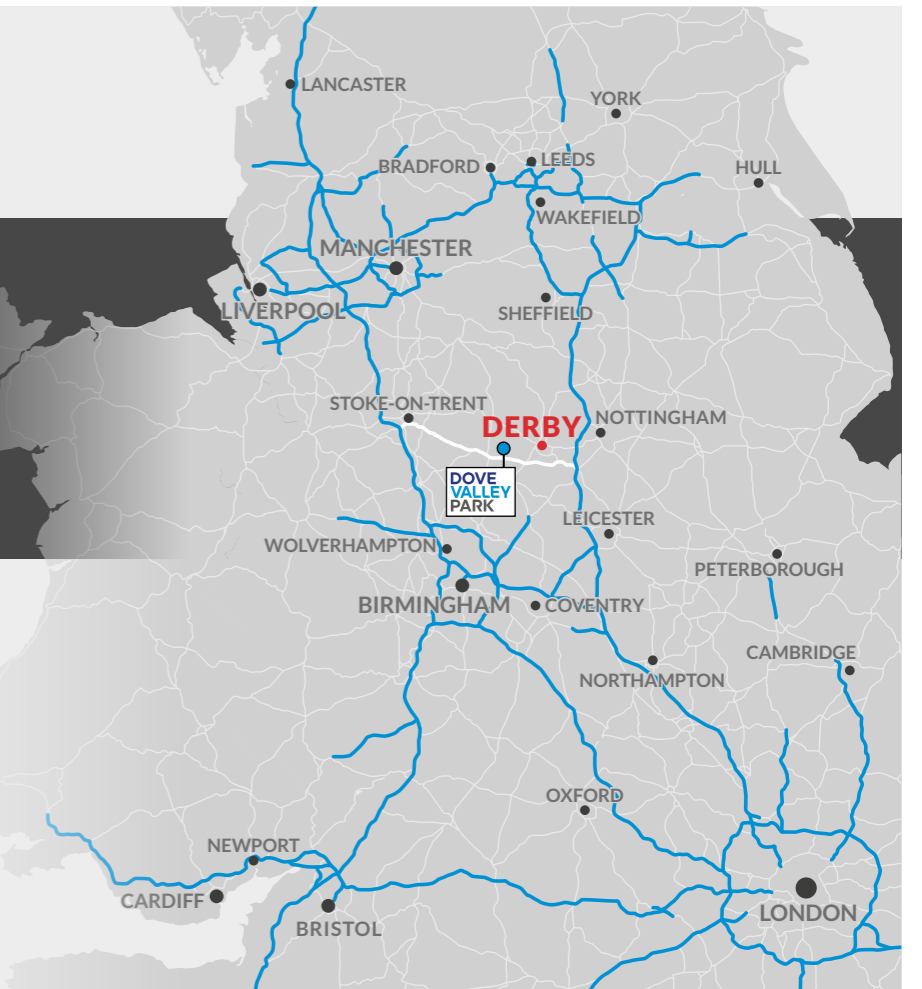 LANCASTER
YORK
BRADFORD
LEEDS
HULL
WAKEFIELD
MANCHESTER
LIVERPOOL
SHEFFIELD
STOKE-ON-TRENT
DERBY
NOTTINGHAM
DOVE
VALLEY
PARK
LEICESTER
WOLVERHAMPTON
PETERBOROUGH
BIRMINGHAM
COVENTRY
CAMBRIDGE
NORTHAMPTON
OXFORD
NEWPORT
CARDIFF
LONDON
BRISTOL